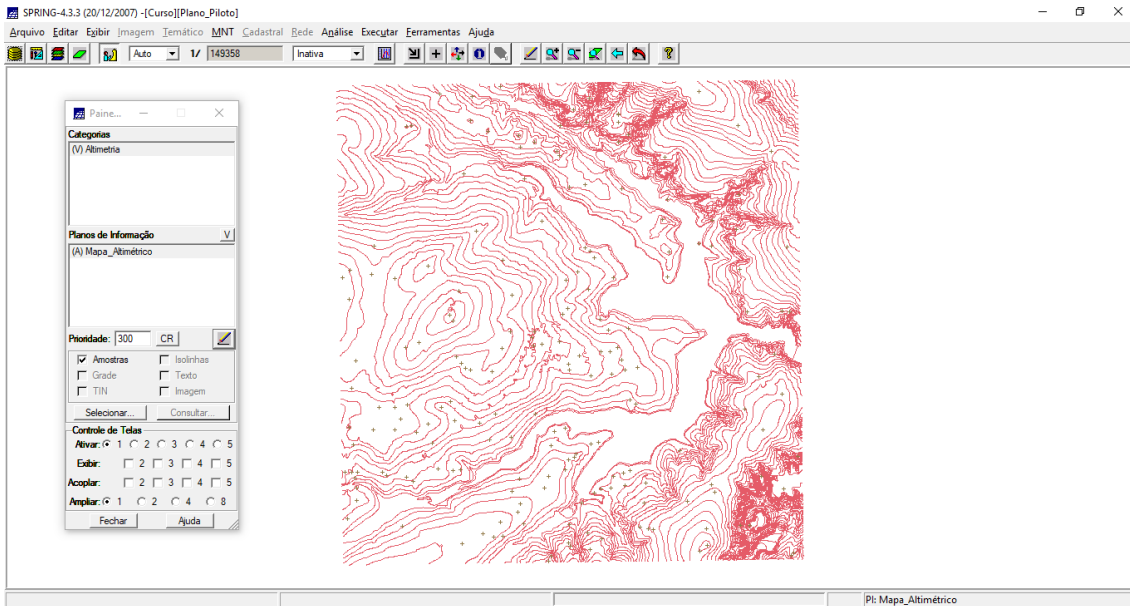 SPRING-4.3.3 (20/12/2007) -[Curso][Plano_Piloto]
Arquivo Editar Exibir Imagem Temático MNT Cadastral Rede Análise Executar Ferramentas Ajuda
Auto 1/ 149358 Inativa
Paine...
Categorias
(V) Altimetria
Planos de Informação V
(A) Mapa_Altimétrico
Prioridade: 300 CR
Amostras Isolinhas
Grade Texto
TIN Imagem
Selecionar... Consultar...
Controle de Telas
Ativar: 1 2 3 4 5
Exibir: 2 3 4 5
Acoplar: 2 3 4 5
Ampliar: 1 2 4 8
Fechar Ajuda
PI: Mapa_Altimétrico